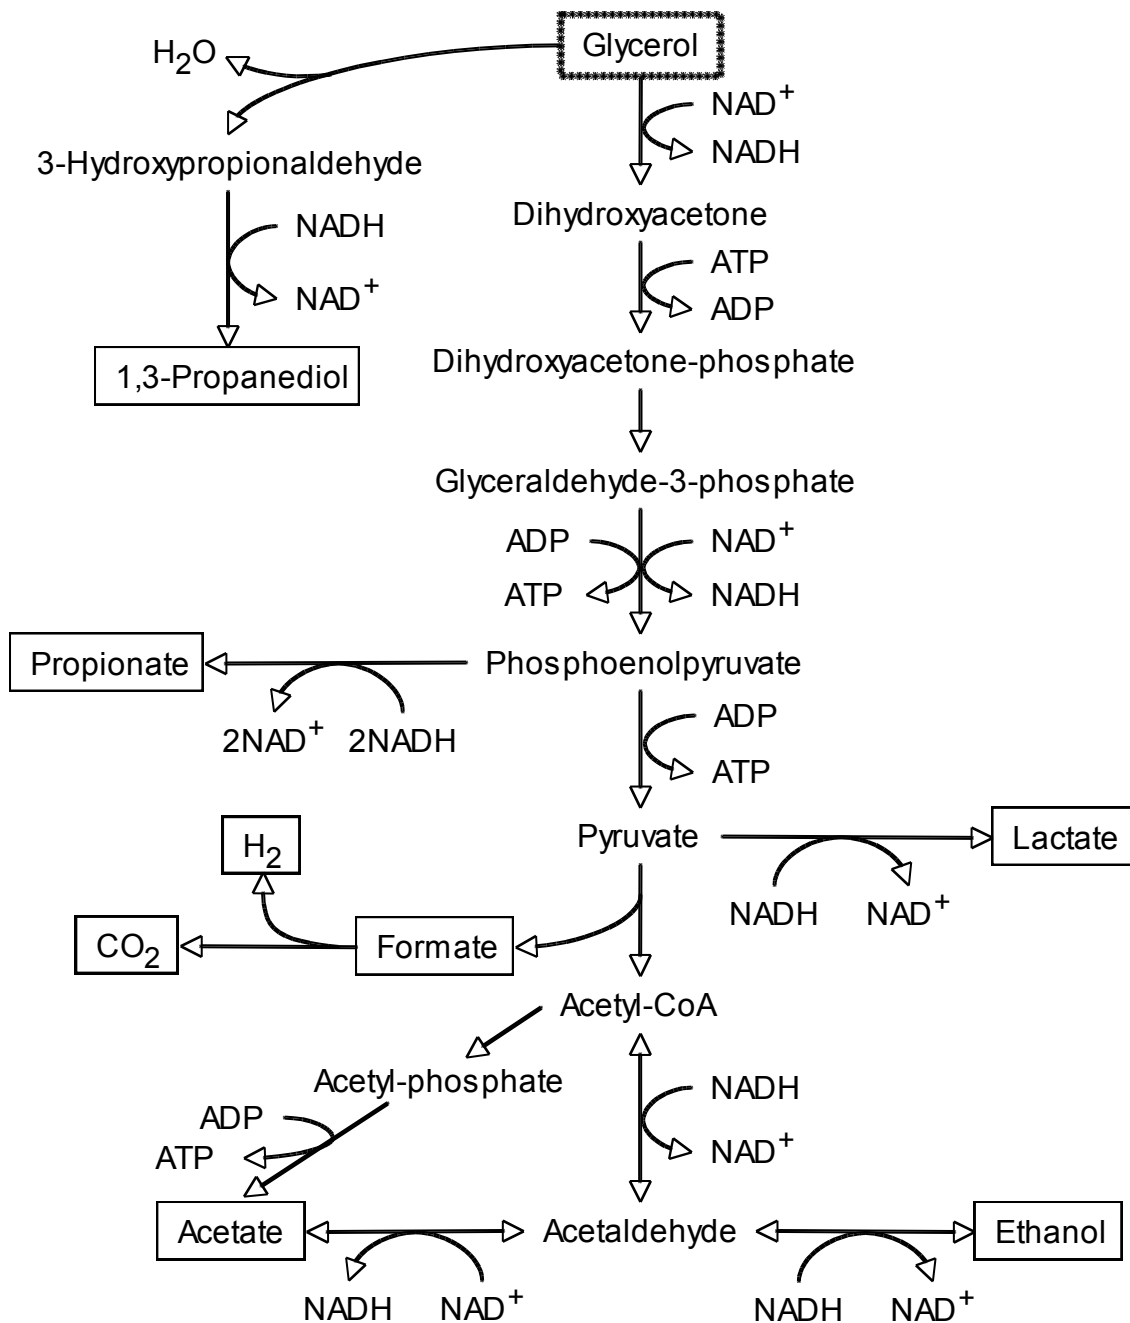 Glycerol
H₂O
NAD⁺
NADH
3-Hydroxypropionaldehyde
Dihydroxyacetone
NADH
NAD⁺
ATP
ADP
1,3-Propanediol
Dihydroxyacetone-phosphate
Glyceraldehyde-3-phosphate
ADP
NAD⁺
ATP
NADH
Propionate
Phosphoenolpyruvate
2NAD⁺
2NADH
ADP
ATP
H₂
Pyruvate
Lactate
NADH
NAD⁺
CO₂
Formate
Acetyl-CoA
Acetyl-phosphate
NADH
ADP
ATP
NAD⁺
Acetate
Acetaldehyde
Ethanol
NADH
NAD⁺
NADH
NAD⁺